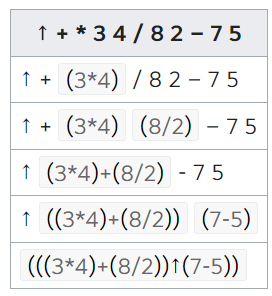 ↑ + * 3 4 / 8 2 – 7 5
↑ + (3*4) / 8 2 – 7 5
↑ + (3*4) (8/2) – 7 5
↑ (3*4)+(8/2) - 7 5
↑ ((3*4)+(8/2)) (7-5)
(((3*4)+(8/2))↑(7-5))